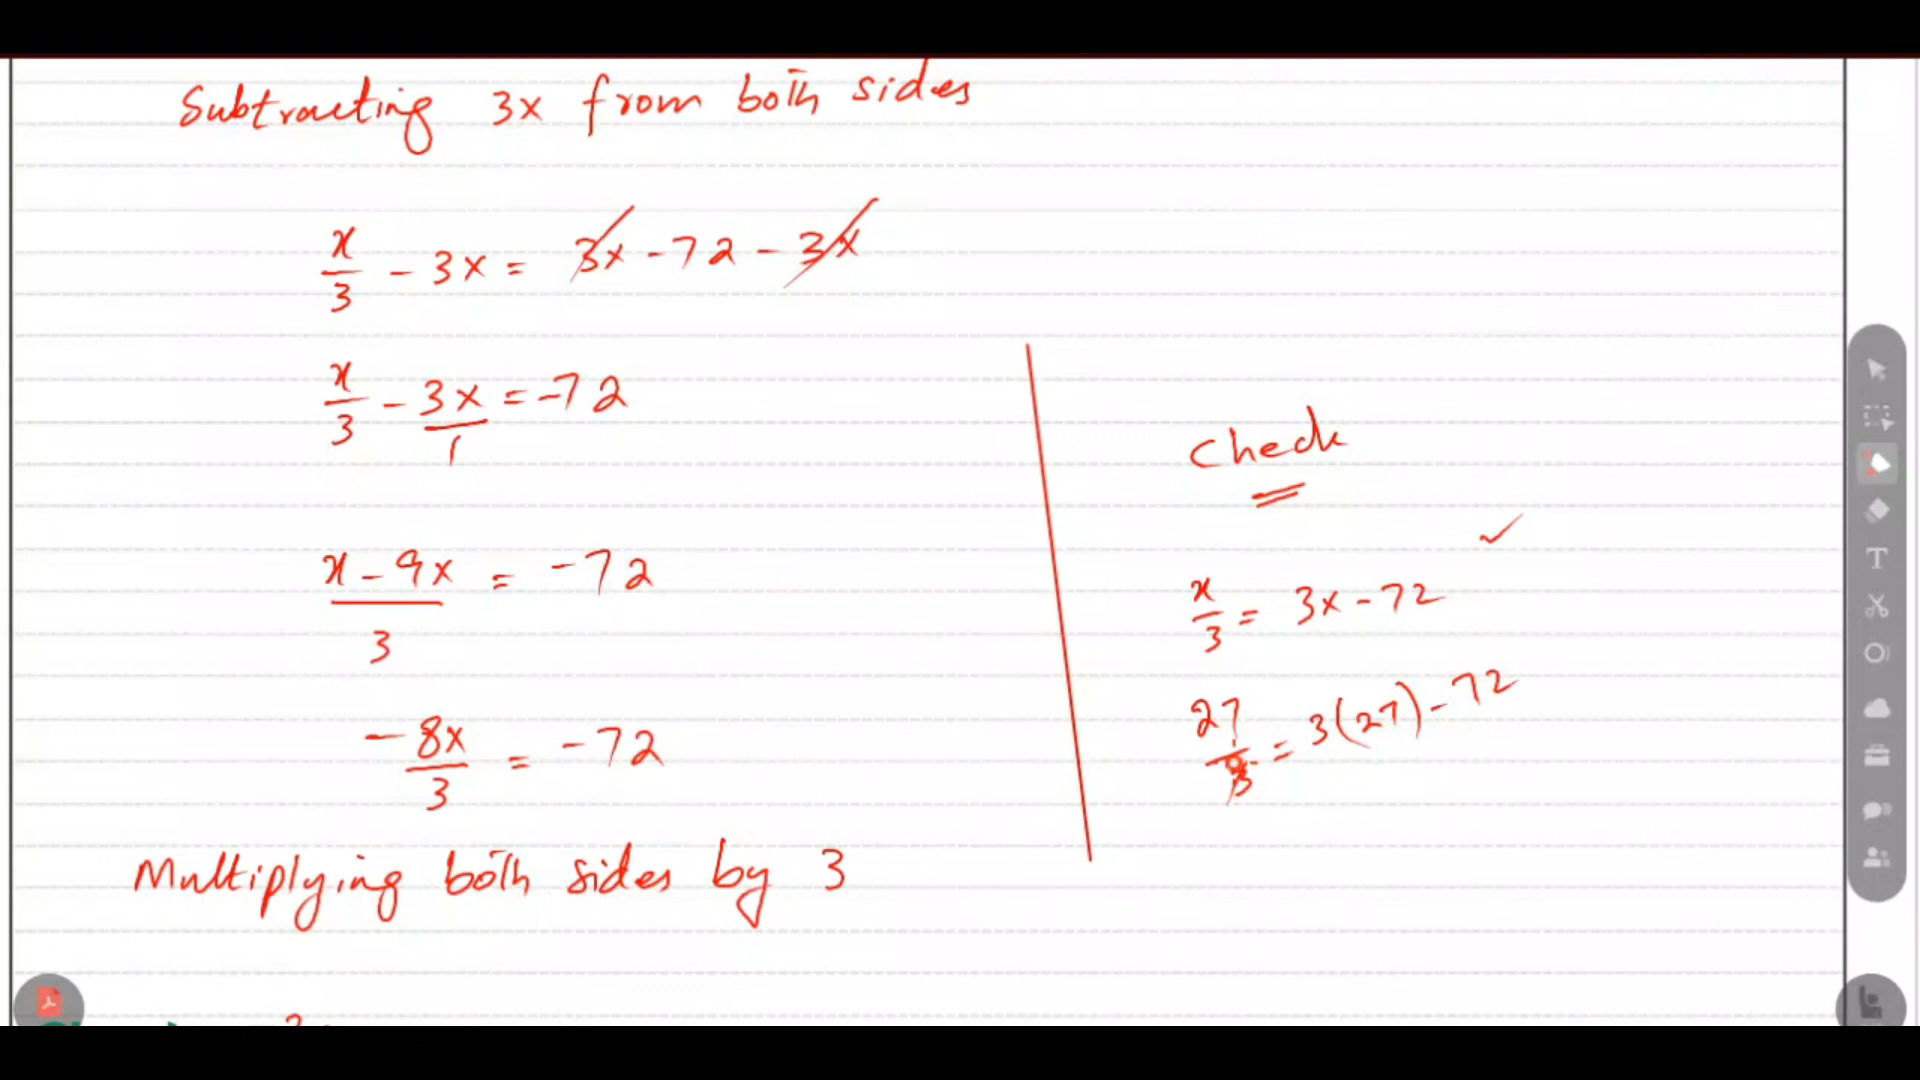 Subtracting 3x from both sides
x/3 - 3x = 3x - 72 - 3x
x/3 - 3x/1 = -72
x - 9x/3 = -72
-8x/3 = -72
Multiplying both sides by 3
Check
✓
x/3 = 3x - 72
27/3 = 3(27) - 72
T